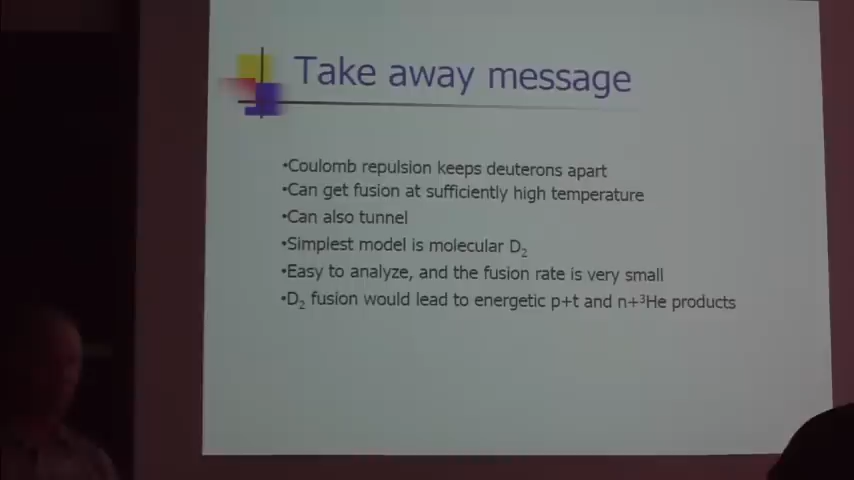 Take away message
•Coulomb repulsion keeps deuterons apart
•Can get fusion at sufficiently high temperature
•Can also tunnel
•Simplest model is molecular D₂
•Easy to analyze, and the fusion rate is very small
•D₂ fusion would lead to energetic p+t and n+³He products